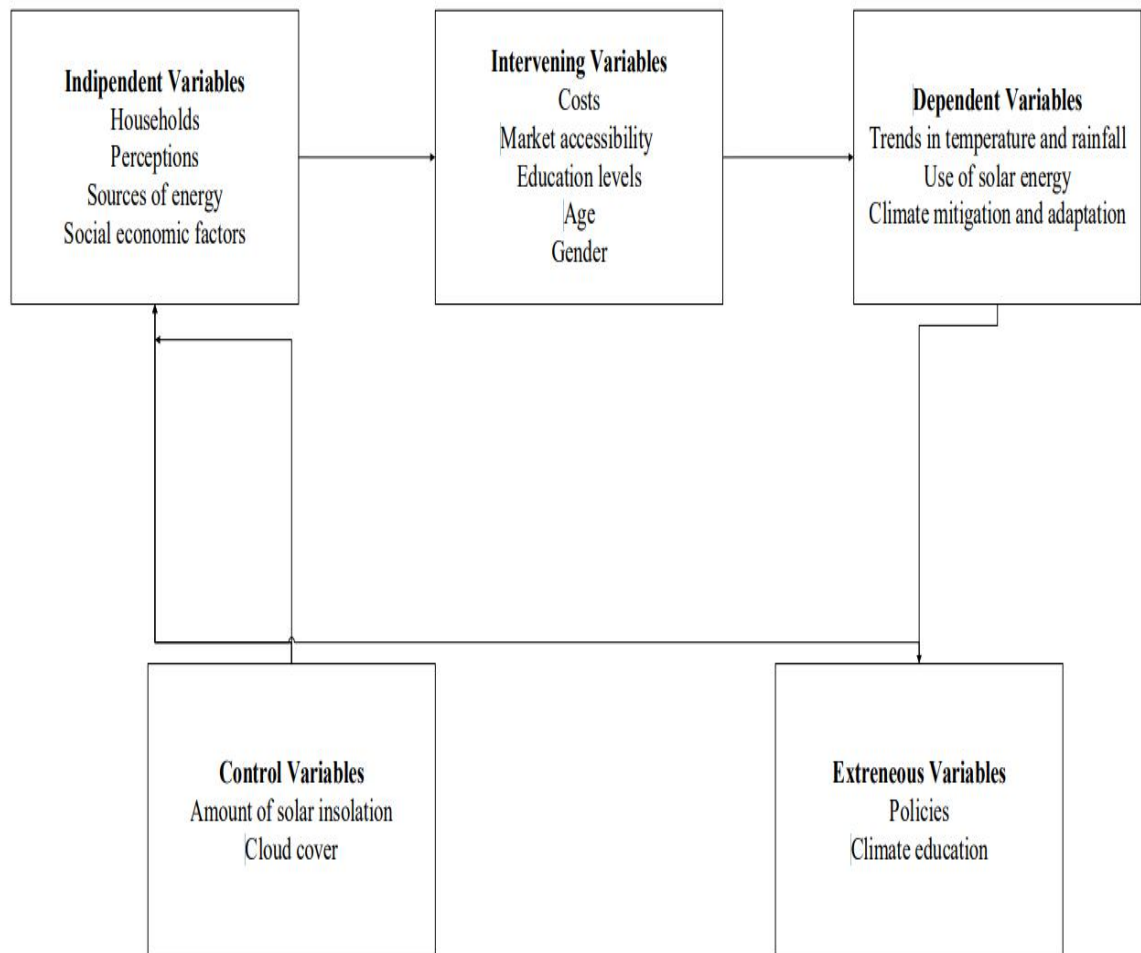 Indipendent Variables
Households
Perceptions
Sources of energy
Social economic factors
Intervening Variables
Costs
Market accessibility
Education levels
Age
Gender
Dependent Variables
Trends in temperature and rainfall
Use of solar energy
Climate mitigation and adaptation
Control Variables
Amount of solar insolation
Cloud cover
Extreneous Variables
Policies
Climate education